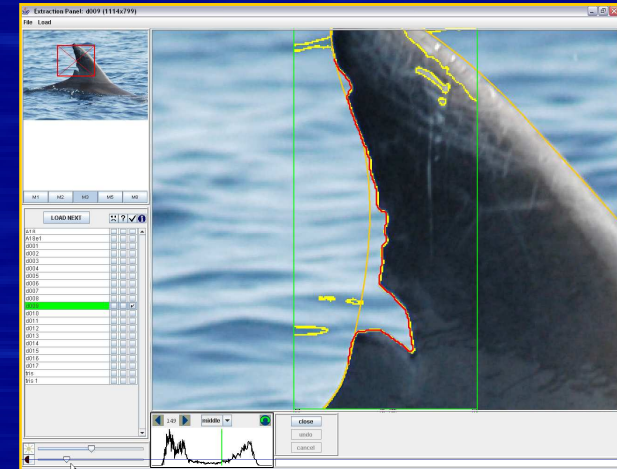 Extraction Panel: d009 (1114x799)
File Load
M1 M2 M3 M5 M8
LOAD NEXT ?
A18
A18e1
d001
d002
d003
d004
d005
d006
d007
d008
d009
d010
d011
d012
d013
d014
d015
d016
d017
tris
tris 1
149 middle
close
undo
cancel